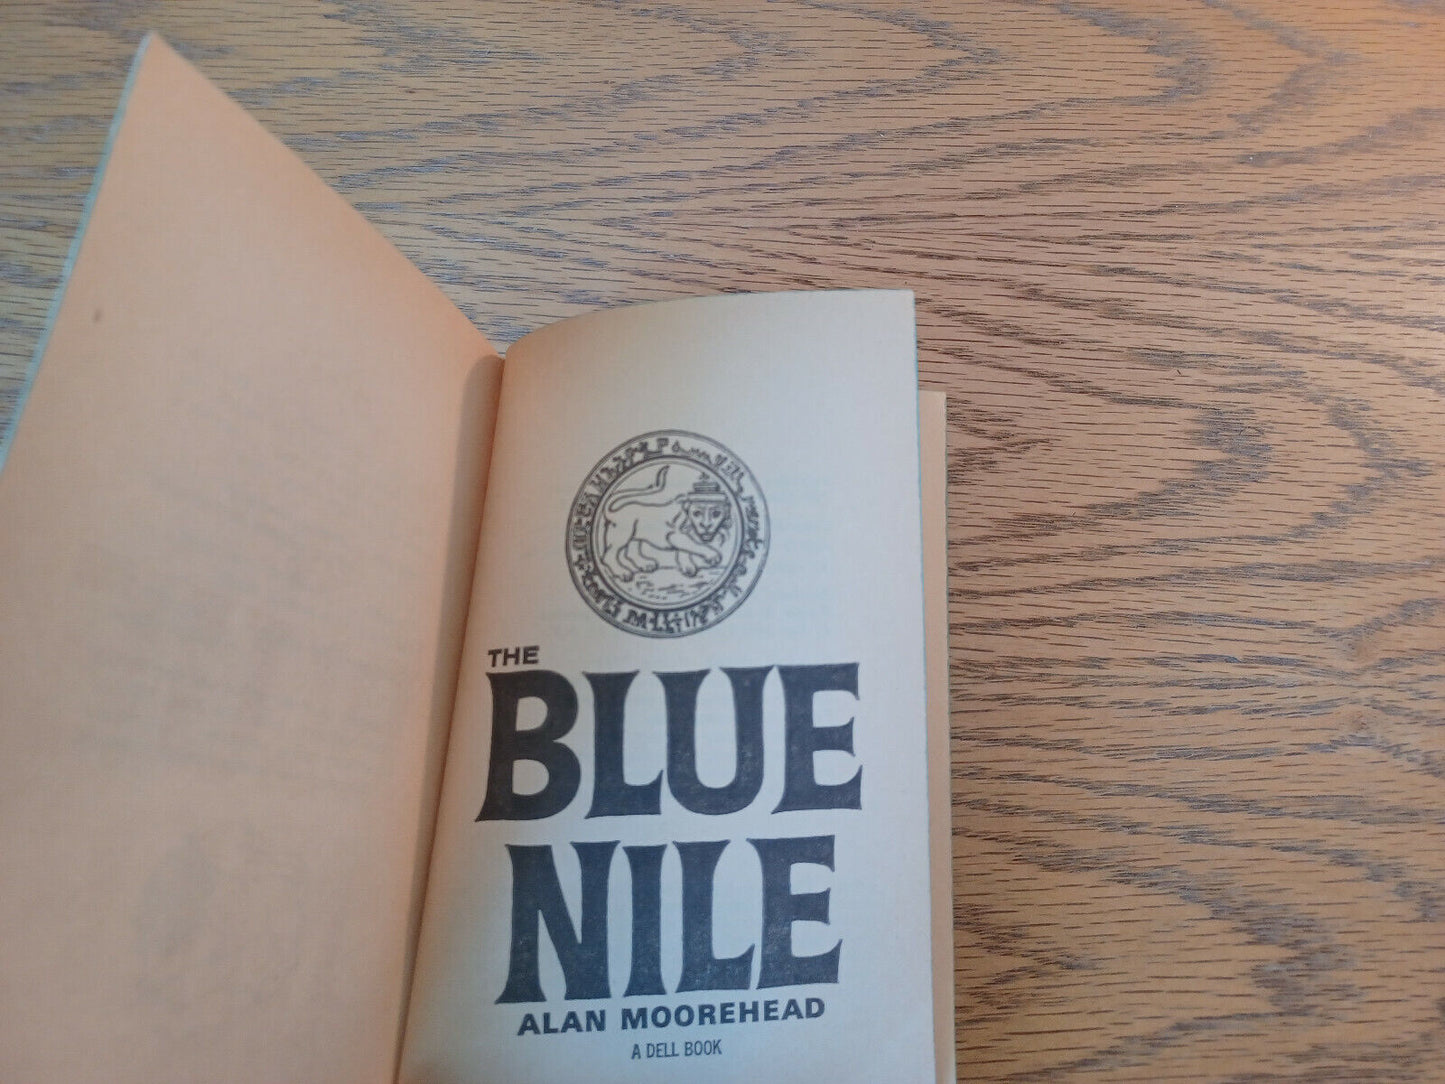 THE
BLUE
NILE
ALAN MOOREHEAD
A DELL BOOK